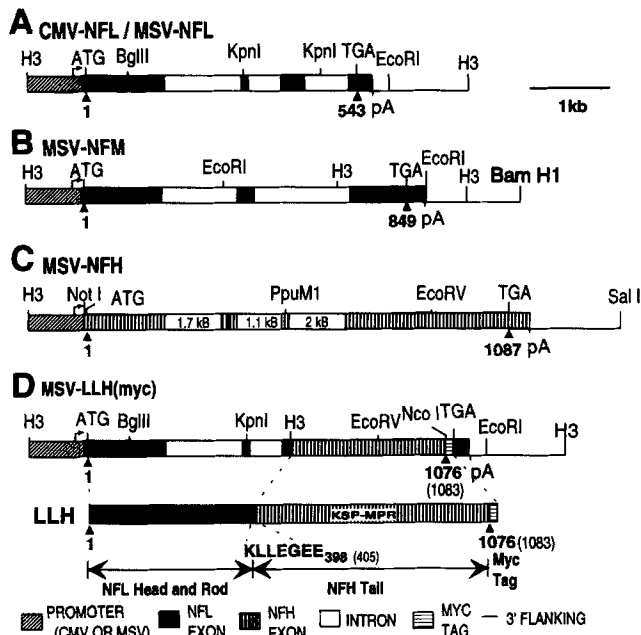 A CMV-NFL / MSV-NFL
H3 ATG BglII KpnI KpnI TGA EcoRI H3
1 543 pA 1kb
B MSV-NFM
H3 ATG EcoRI H3 TGA EcoRI H3 Bam H1
1 849 pA
C MSV-NFH
H3 Not I ATG PpuM1 EcoRV TGA Sal I
1.7 kB 1.1 kB 2 kB
1 1087 pA
D MSV-LLH(myc)
H3 ATG BglII KpnI H3 EcoRV Nco I TGA EcoRI H3
1 1076 pA
(1083)
LLH KSP-MPR
1 KLLEGEE398 (405) 1076 (1083)
NFL Head and Rod NFH Tail Myc Tag
PROMOTER (CMV OR MSV) NFL EXON NFH EXON INTRON MYC TAG 3' FLANKING